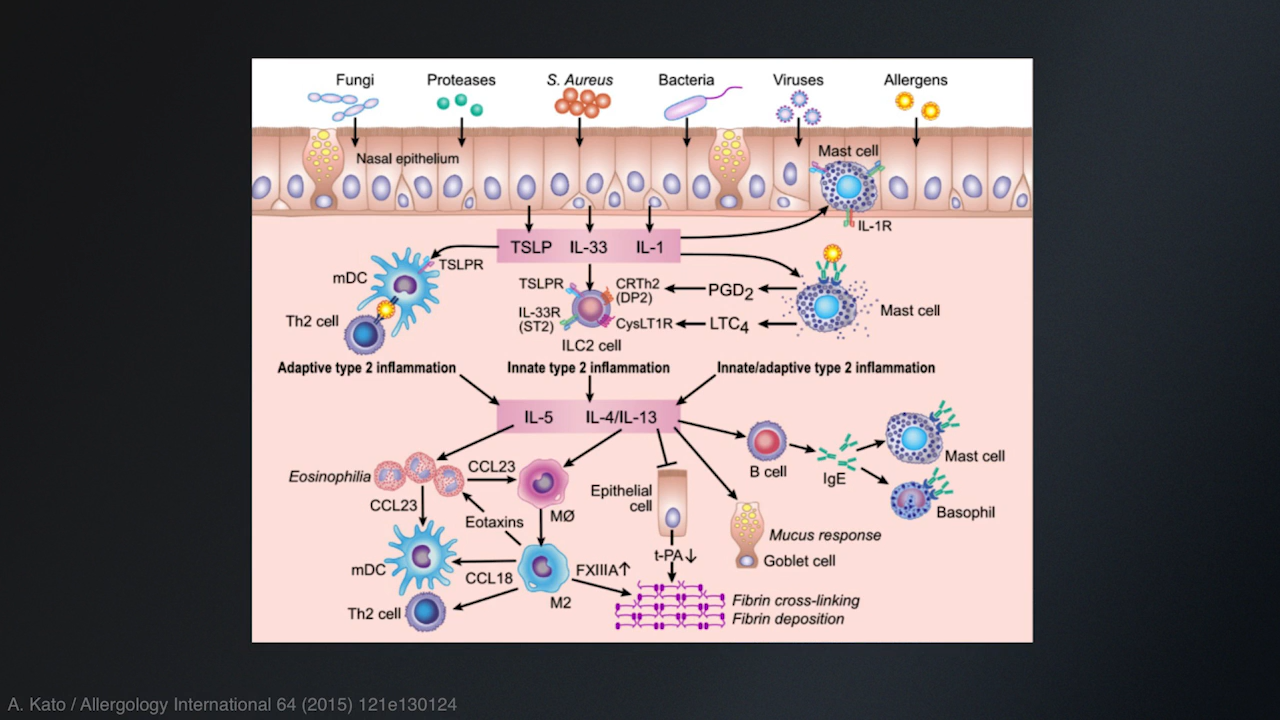 Fungi
Proteases
S. Aureus
Bacteria
Viruses
Allergens
Nasal epithelium
Mast cell
IL-1R
TSLP IL-33 IL-1
TSLPR
mDC
Th2 cell
TSLPR
CRTh2
(DP2)
PGD2
IL-33R
(ST2)
CysLT1R
LTC4
Mast cell
ILC2 cell
Adaptive type 2 inflammation
Innate type 2 inflammation
Innate/adaptive type 2 inflammation
IL-5 IL-4/IL-13
Eosinophilia
CCL23
CCL23
MØ
Eotaxins
mDC
CCL18
Th2 cell
M2
FXIIIA↑
Epithelial
cell
t-PA↓
Fibrin cross-linking
Fibrin deposition
Mucus response
Goblet cell
B cell
IgE
Mast cell
Basophil
A. Kato / Allergology International 64 (2015) 121e130124